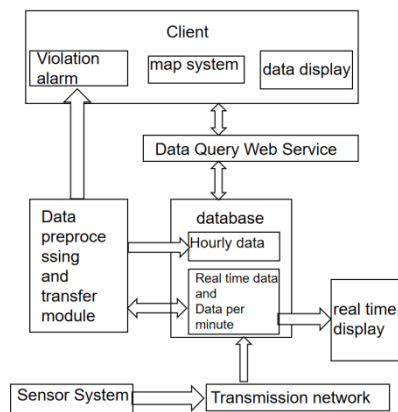 Client
Violation
alarm
map system
data display
Data Query Web Service
Data
preproce
ssing
and
transfer
module
database
Hourly data
Real time data
and
Data per
minute
real time
display
Sensor System
Transmission network